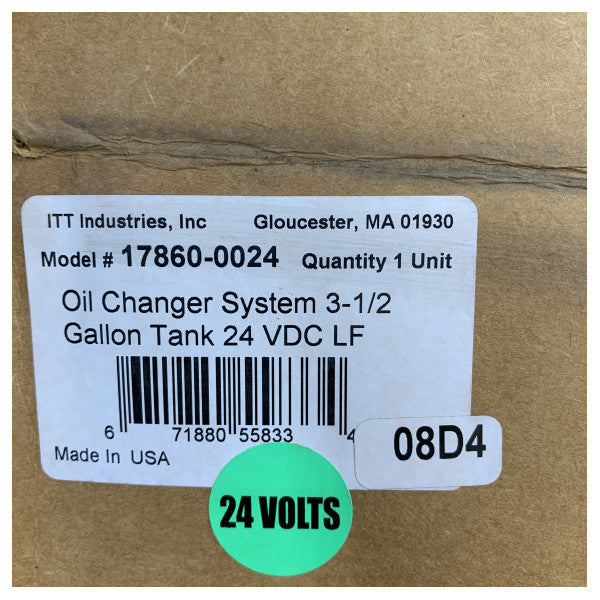 ITT Industries, Inc Gloucester, MA 01930
Model # 17860-0024 Quantity 1 Unit
Oil Changer System 3-1/2
Gallon Tank 24 VDC LF
6 71880 55833 4
Made In USA
08D4
24 VOLTS